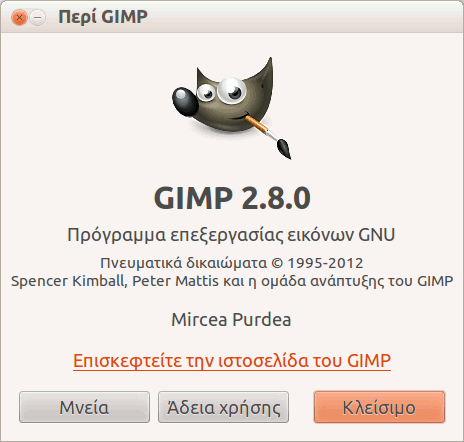 Περί GIMP
GIMP 2.8.0
Πρόγραμμα επεξεργασίας εικόνων GNU
Πνευματικά δικαιώματα © 1995-2012
Spencer Kimball, Peter Mattis και η ομάδα ανάπτυξης του GIMP
Mircea Purdea
Επισκεφτείτε την ιστοσελίδα του GIMP
Μνεία
Άδεια χρήσης
Κλείσιμο